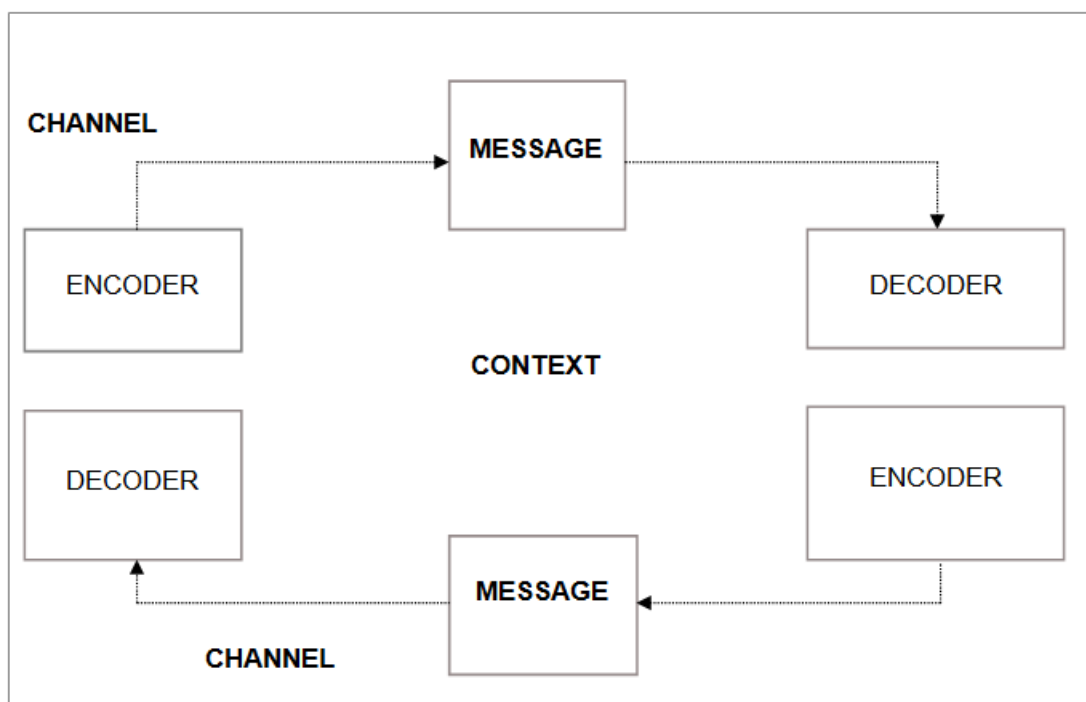 CHANNEL
MESSAGE
ENCODER
DECODER
CONTEXT
DECODER
ENCODER
MESSAGE
CHANNEL